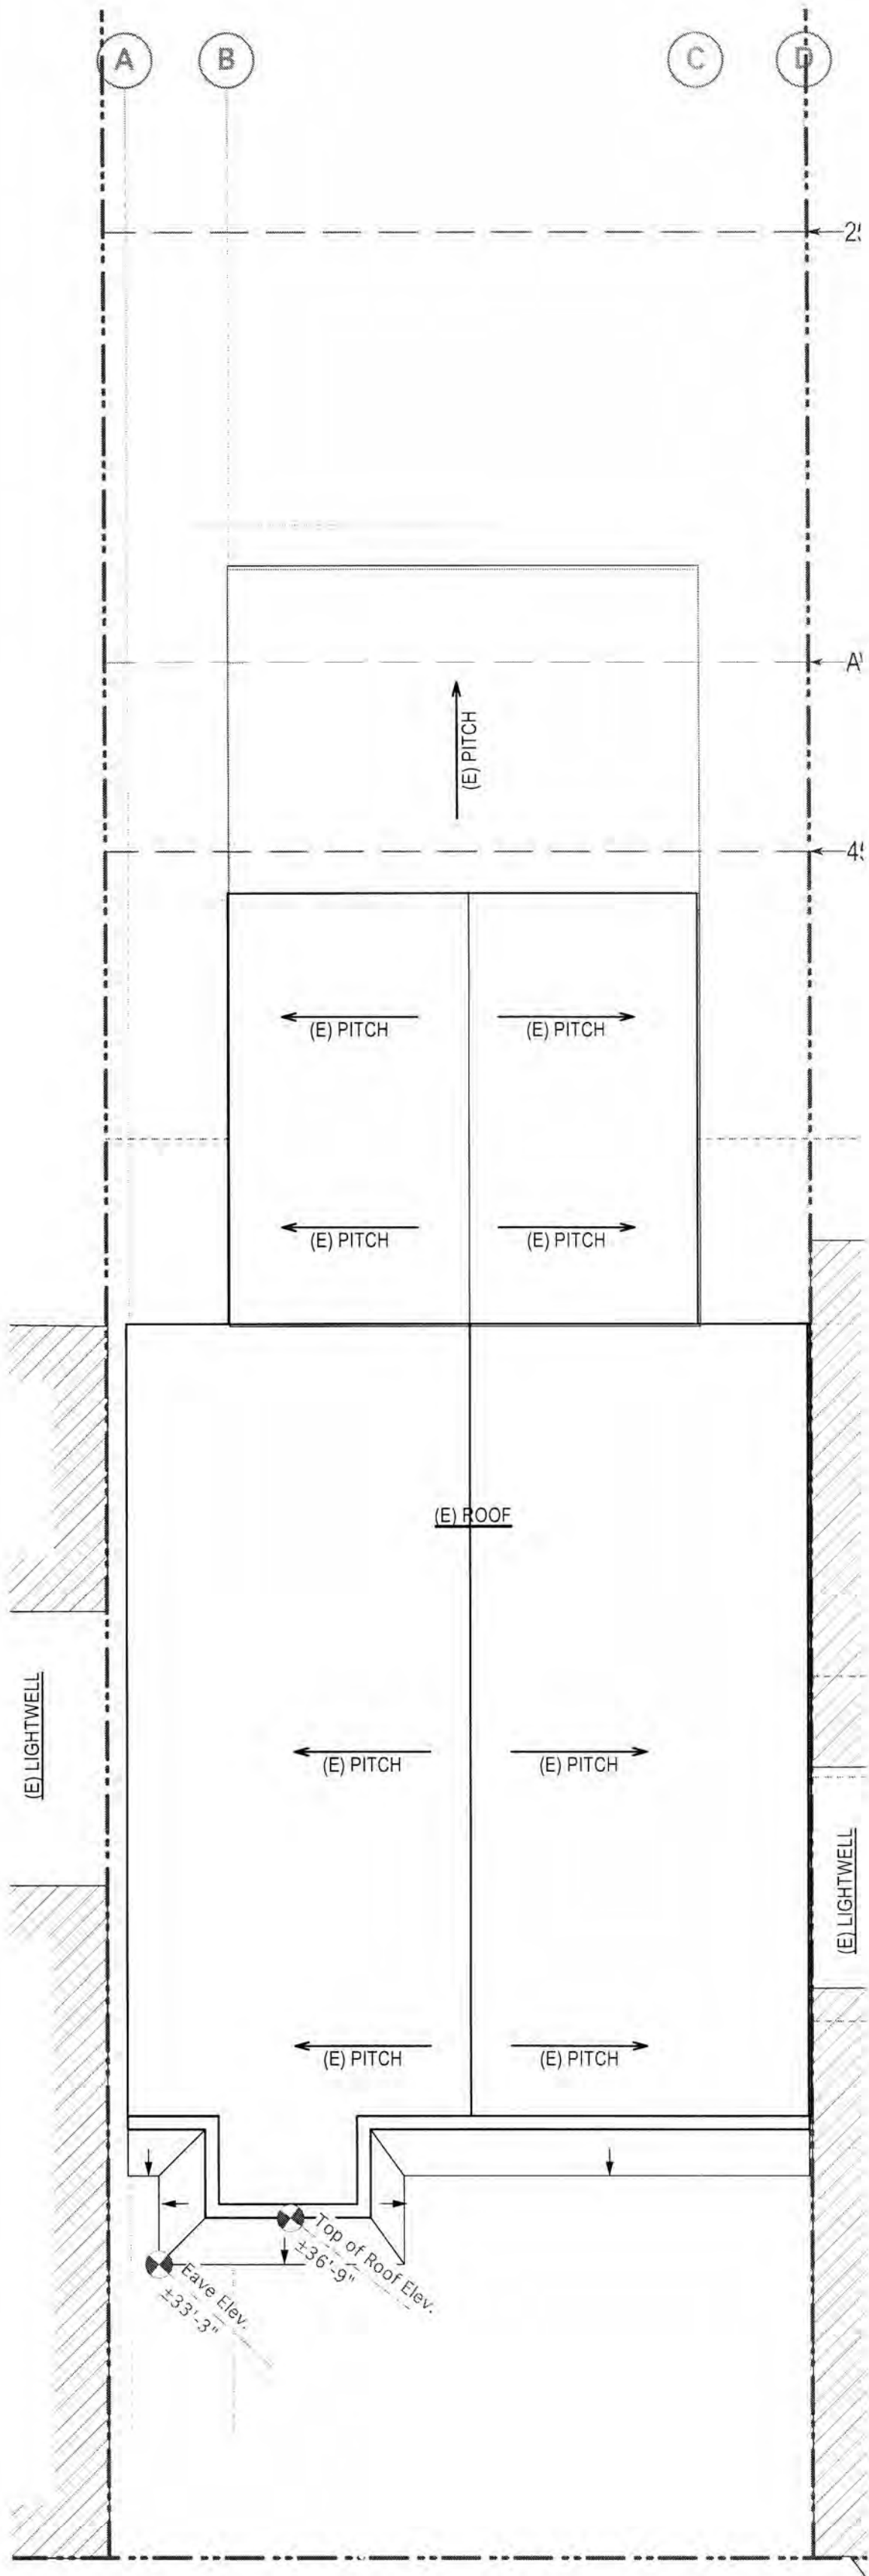 A B C D
(E) PITCH
(E) PITCH (E) PITCH
(E) PITCH (E) PITCH
(E) ROOF
(E) LIGHTWELL
(E) PITCH (E) PITCH
(E) LIGHTWELL
(E) PITCH (E) PITCH
Top of Roof Elev.
±36'-9"
Eave Elev.
±33'-3"